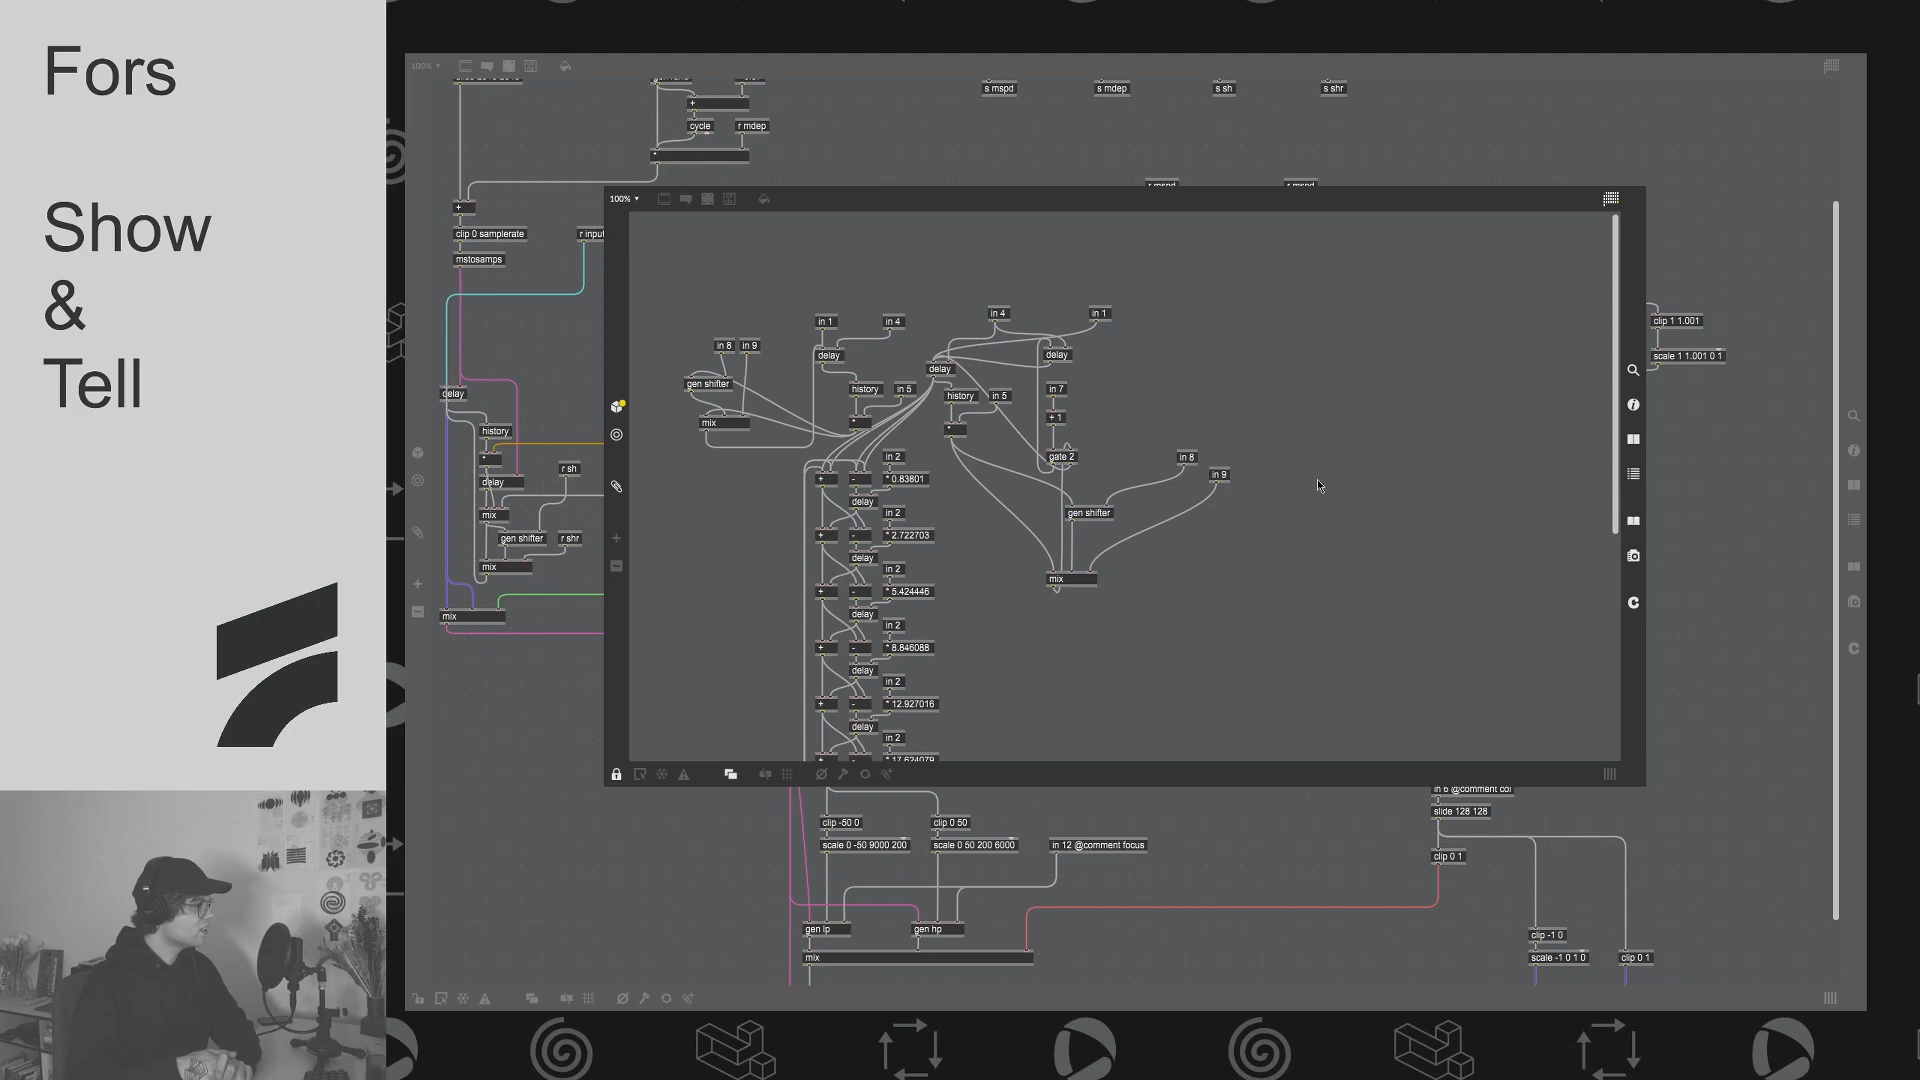 Fors
Show
&
Tell
100%
s mspd
s mdep
s sh
s shr
+
cycle
r mdep
*
+
clip 0 samplerate
mstosamps
r input
delay
history
*
delay
r sh
mix
gen shifter
r shr
mix
mix
100%
in 1
in 4
in 4
in 1
in 8
in 9
delay
delay
delay
gen shifter
history
in 5
history
in 5
in 7
mix
*
*
+ 1
gate 2
in 8
in 9
in 2
+
-
* 0.83801
delay
in 2
gen shifter
+
-
* 2.722703
delay
in 2
mix
+
-
* 5.424446
delay
in 2
+
-
* 8.846088
delay
in 2
+
-
* 12.927016
delay
in 2
+
-
* 17.624079
clip 1 1.001
scale 1 1.001 0 1
in 6 @comment col
slide 128 128
clip 0 1
clip -50 0
clip 0 50
scale 0 -50 9000 200
scale 0 50 200 6000
in 12 @comment focus
gen lp
gen hp
mix
clip -1 0
scale -1 0 1 0
clip 0 1